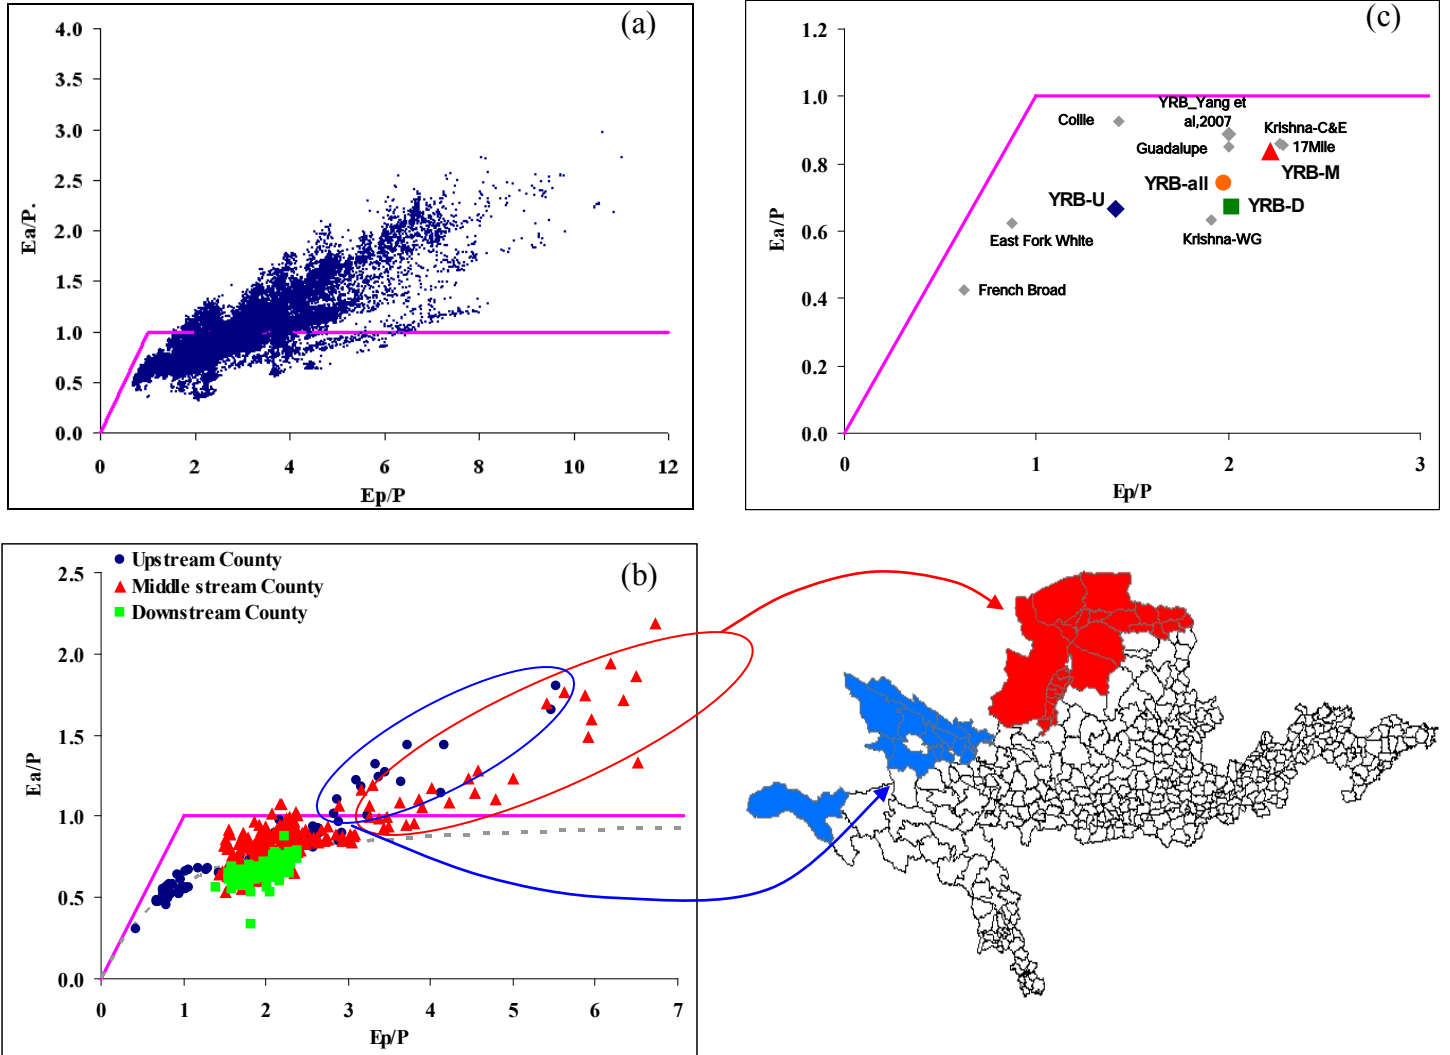 (a)
4.0
3.5
3.0
2.5
2.0
1.5
1.0
0.5
0.0
Ea/P.
0 2 4 6 8 10 12
Ep/P
(c)
1.2
1.0
0.8
0.6
0.4
0.2
0.0
Ea/P
YRB_Yang et
al,2007
Collie
Krishna-C&E
Guadalupe
17Mile
YRB-M
YRB-all
YRB-U
YRB-D
East Fork White
Krishna-WG
French Broad
0 1 2 3
Ep/P
(b)
Upstream County
Middle stream County
Downstream County
2.5
2.0
1.5
1.0
0.5
0.0
Ea/P
0 1 2 3 4 5 6 7
Ep/P